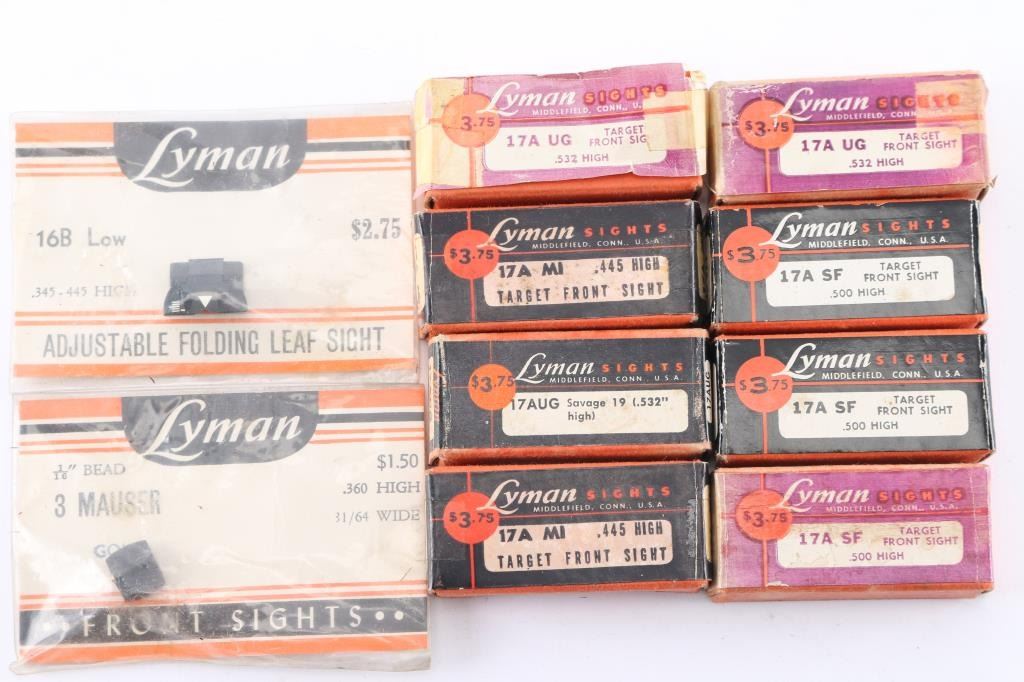 Lyman
16B Low
$2.75
.345-.445 HIGH
ADJUSTABLE FOLDING LEAF SIGHT
Lyman
1/16" BEAD
$1.50
3 MAUSER
.360 HIGH
31/64 WIDE
FRONT SIGHTS
Lyman SIGHTS
MIDDLEFIELD, CONN., U.S.
3.75
17A UG
TARGET
FRONT SIG
.532 HIGH
Lyman SIGHTS
MIDDLEFIELD, CONN.
$3.75
17A UG
TARGET
FRONT SIGHT
.532 HIGH
Lyman SIGHTS
MIDDLEFIELD, CONN., U.S.A.
$3.75
17A MI .445 HIGH
TARGET FRONT SIGHT
Lyman SIGHTS
MIDDLEFIELD, CONN., U.S.A.
$3.75
17A SF
TARGET
FRONT SIGHT
.500 HIGH
Lyman SIGHTS
MIDDLEFIELD, CONN., U.S.A.
$3.75
17AUG Savage 19 (.532"
high)
17AUG
Lyman SIGHTS
MIDDLEFIELD, CONN., U.S.A.
$3.75
17A SF
TARGET
FRONT SIGHT
.500 HIGH
Lyman SIGHTS
MIDDLEFIELD, CONN., U.S.A.
$3.75
17A MI .445 HIGH
TARGET FRONT SIGHT
Lyman SIGHTS
MIDDLEFIELD, CONN., U.S.A.
$3.75
17A SF
TARGET
FRONT SIGHT
.500 HIGH